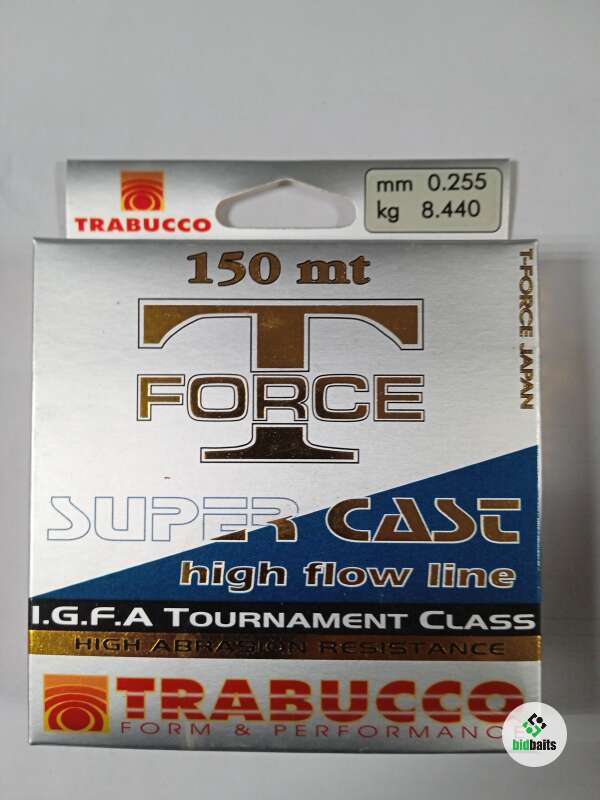 TRABUCCO
mm 0.255
kg 8.440
150 mt
T
FORCE
T-FORCE JAPAN
SUPER CAST
high flow line
I.G.F.A TOURNAMENT CLASS
HIGH ABRASION RESISTANCE
TRABUCCO
FORM & PERFORMANCE
bidbaits